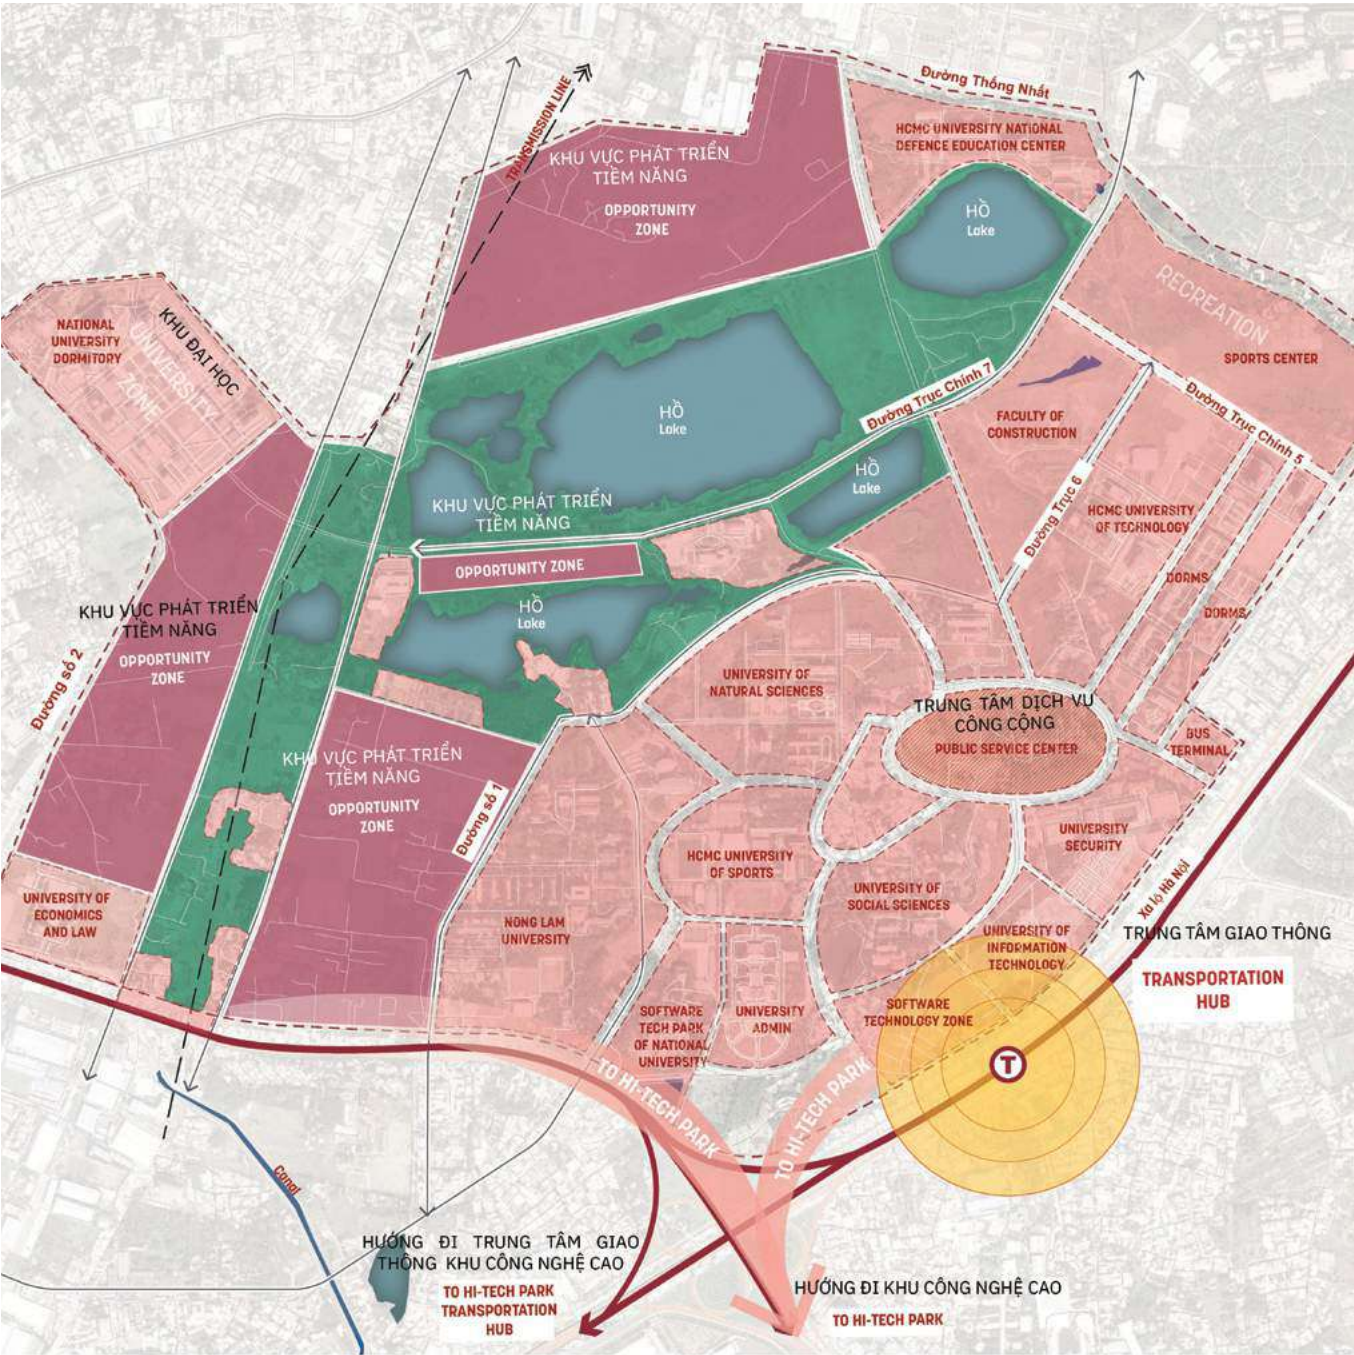 Đường Thống Nhất
TRANSMISSION LINE
HCMC UNIVERSITY NATIONAL
DEFENCE EDUCATION CENTER
KHU VỰC PHÁT TRIỂN
TIỀM NĂNG
OPPORTUNITY
ZONE
HỒ
Lake
RECREATION
SPORTS CENTER
NATIONAL
UNIVERSITY
DORMITORY
UNIVERSITY
ZONE
KHU ĐẠI HỌC
Đường Trục Chính 7
Đường Trục Chính 5
HỒ
Lake
FACULTY OF
CONSTRUCTION
HỒ
Lake
KHU VỰC PHÁT TRIỂN
TIỀM NĂNG
OPPORTUNITY ZONE
Đường Trục 6
HCMC UNIVERSITY
OF TECHNOLOGY
DORMS
DORMS
HỒ
Lake
KHU VỰC PHÁT TRIỂN
TIỀM NĂNG
OPPORTUNITY
ZONE
Đường số 2
UNIVERSITY OF
NATURAL SCIENCES
TRUNG TÂM DỊCH VỤ
CÔNG CỘNG
PUBLIC SERVICE CENTER
BUS
TERMINAL
KHU VỰC PHÁT TRIỂN
TIỀM NĂNG
OPPORTUNITY
ZONE
Đường số 1
UNIVERSITY
SECURITY
HCMC UNIVERSITY
OF SPORTS
UNIVERSITY OF
SOCIAL SCIENCES
Xa lộ Hà Nội
UNIVERSITY OF
ECONOMICS
AND LAW
NONG LAM
UNIVERSITY
UNIVERSITY OF
INFORMATION
TECHNOLOGY
TRUNG TÂM GIAO THÔNG
TRANSPORTATION
HUB
SOFTWARE
TECH PARK
OF NATIONAL
UNIVERSITY
UNIVERSITY
ADMIN
SOFTWARE
TECHNOLOGY ZONE
T
TO HI-TECH PARK
TO HI-TECH PARK
Canal
HƯỚNG ĐI TRUNG TÂM GIAO
THÔNG KHU CÔNG NGHỆ CAO
TO HI-TECH PARK
TRANSPORTATION
HUB
HƯỚNG ĐI KHU CÔNG NGHỆ CAO
TO HI-TECH PARK